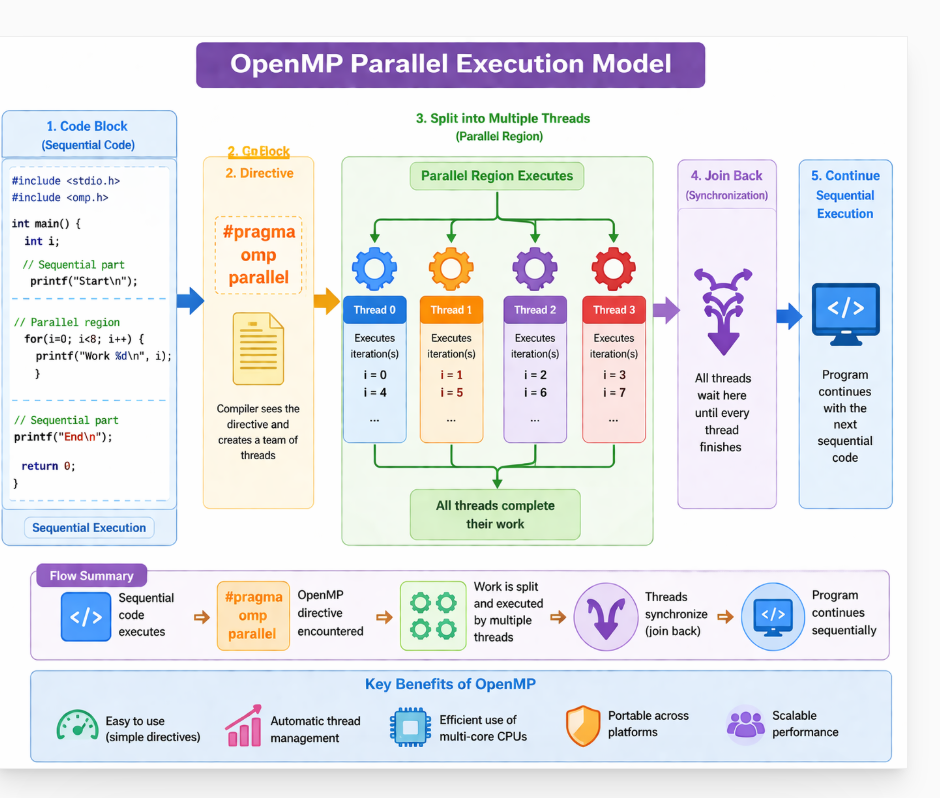 OpenMP Parallel Execution Model
1. Code Block
(Sequential Code)
#include <stdio.h>
#include <omp.h>
int main() {
int i;
// Sequential part
printf("Start\n");
// Parallel region
for(i=0; i<8; i++) {
printf("Work %d\n", i);
}
// Sequential part
printf("End\n");
return 0;
}
Sequential Execution
2.
2. Directive
#pragma
omp
parallel
Compiler sees the
directive and
creates a team of
threads
3. Split into Multiple Threads
(Parallel Region)
Parallel Region Executes
Thread 0
Executes
iteration(s)
i = 0
i = 4
...
Thread 1
Executes
iteration(s)
i = 1
i = 5
...
Thread 2
Executes
iteration(s)
i = 2
i = 6
...
Thread 3
Executes
iteration(s)
i = 3
i = 7
...
All threads complete
their work
4. Join Back
(Synchronization)
All threads
wait here
until every
thread
finishes
5. Continue
Sequential
Execution
</>
Program
continues
with the
next
sequential
code
Flow Summary
</>
Sequential
code
executes
#pragma
omp
parallel
OpenMP
directive
encountered
Work is split
and executed
by multiple
threads
Threads
synchronize
(join back)
</>
Program
continues
sequentially
Key Benefits of OpenMP
Easy to use
(simple directives)
Automatic thread
management
Efficient use of
multi-core CPUs
Portable across
platforms
Scalable
performance